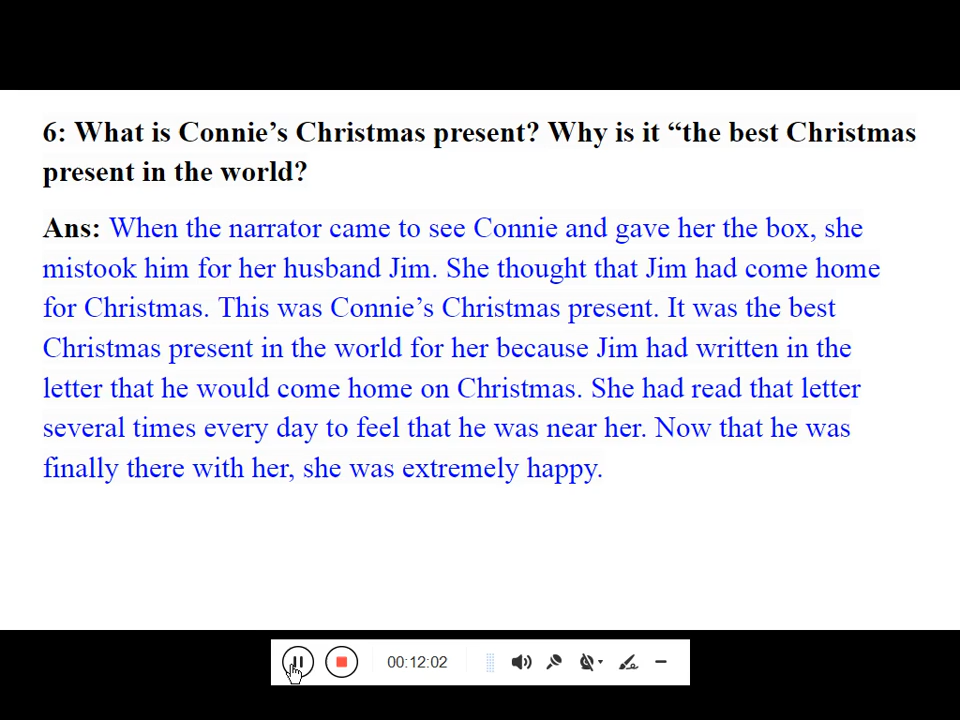 6: What is Connie’s Christmas present? Why is it “the best Christmas
present in the world?
Ans: When the narrator came to see Connie and gave her the box, she
mistook him for her husband Jim. She thought that Jim had come home
for Christmas. This was Connie’s Christmas present. It was the best
Christmas present in the world for her because Jim had written in the
letter that he would come home on Christmas. She had read that letter
several times every day to feel that he was near her. Now that he was
finally there with her, she was extremely happy.
00:12:02